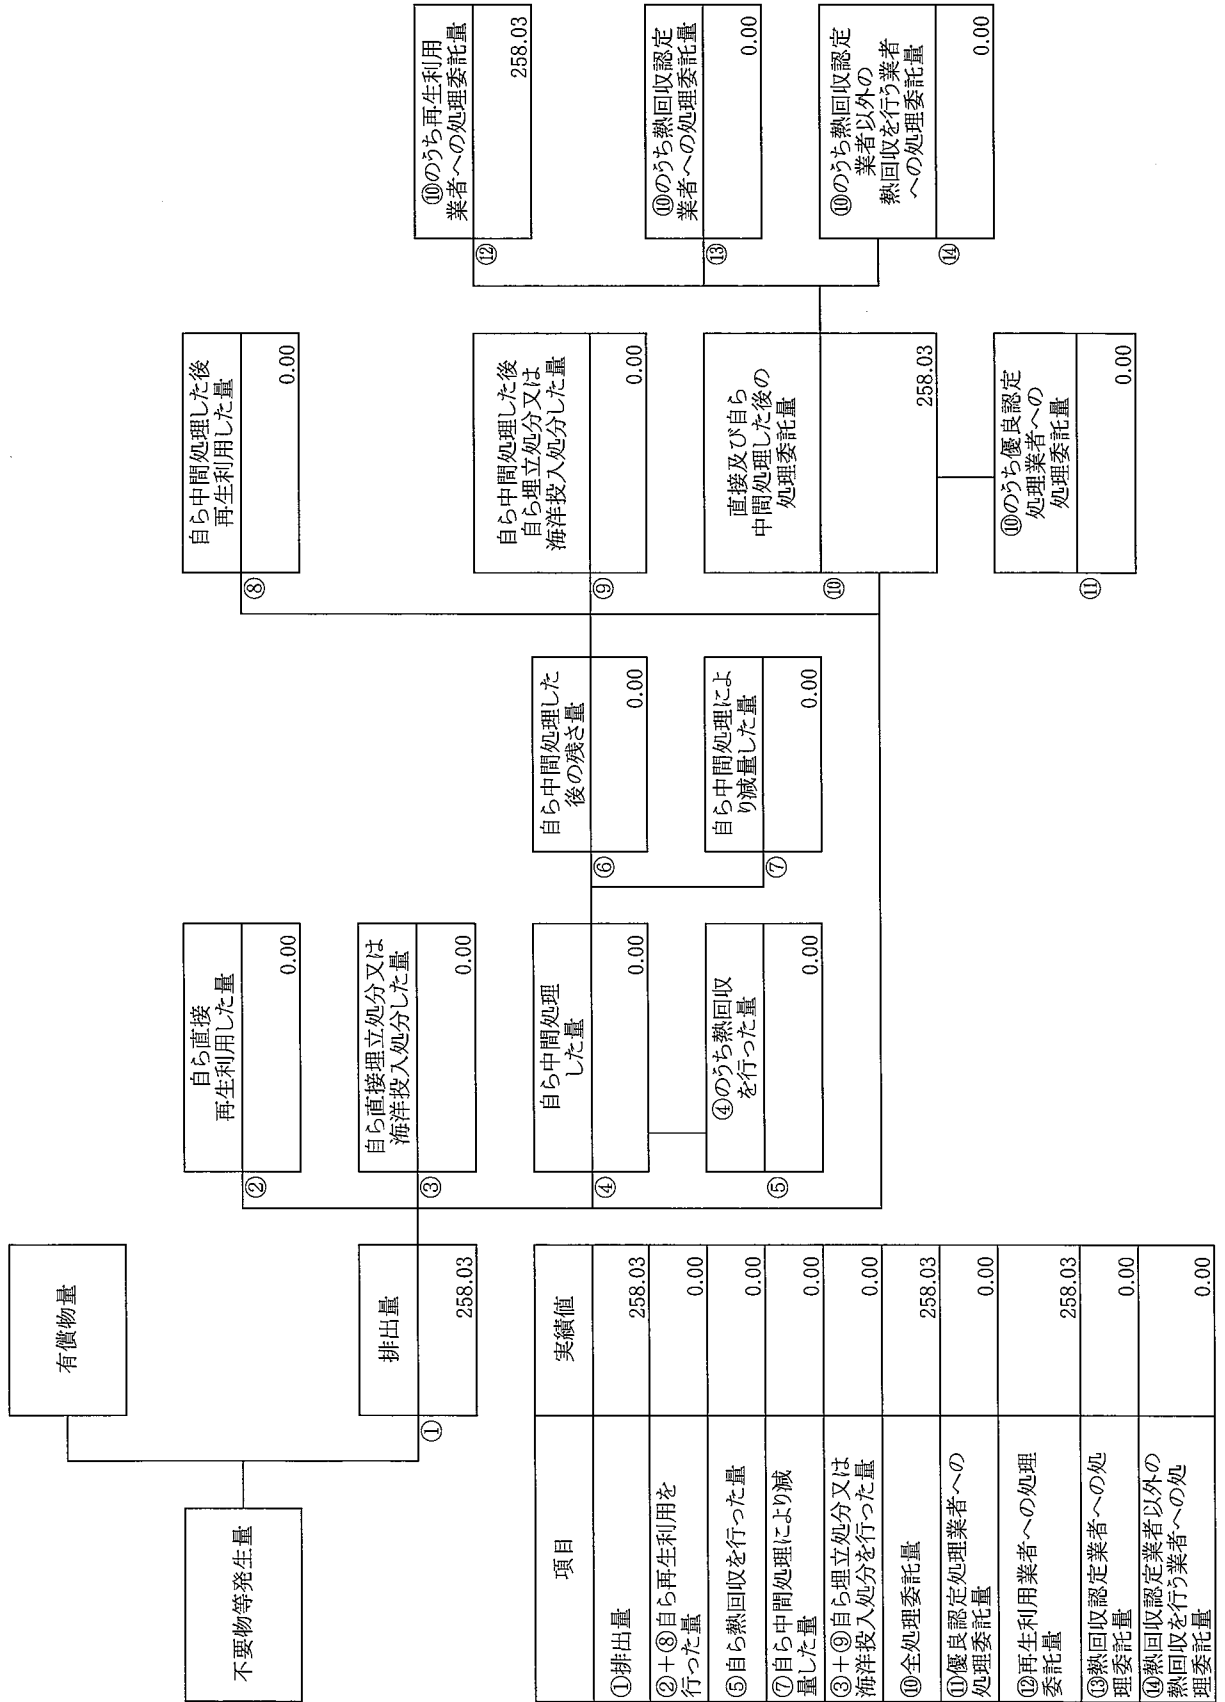 不要物等発生量
有償物量
排出量
①
258.03
自ら直接
再生利用した量
②
0.00
自ら直接埋立処分又は
海洋投入処分した量
③
0.00
自ら中間処理
した量
④
0.00
④のうち熱回収
を行った量
⑤
0.00
自ら中間処理した
後の残さ量
⑥
0.00
自ら中間処理によ
り減量した量
⑦
0.00
自ら中間処理した後
再生利用した量
⑧
0.00
自ら中間処理した後
自ら埋立処分又は
海洋投入処分した量
⑨
0.00
直接及び自ら
中間処理した後の
処理委託量
⑩
258.03
⑩のうち優良認定
処理業者への
処理委託量
⑪
0.00
⑩のうち再生利用
業者への処理委託量
⑫
258.03
⑩のうち熱回収認定
業者への処理委託量
⑬
0.00
⑩のうち熱回収認定
業者以外の
熱回収を行う業者
への処理委託量
⑭
0.00
項目 実績値
①排出量 258.03
②+⑧自ら再生利用を
行った量 0.00
⑤自ら熱回収を行った量 0.00
⑦自ら中間処理により減
量した量 0.00
③+⑨自ら埋立処分又は
海洋投入処分を行った量 0.00
⑩全処理委託量 258.03
⑪優良認定処理業者への
処理委託量 0.00
⑫再生利用業者への処理
委託量 258.03
⑬熱回収認定業者への処
理委託量 0.00
⑭熱回収認定業者以外の
熱回収を行う業者への処
理委託量 0.00